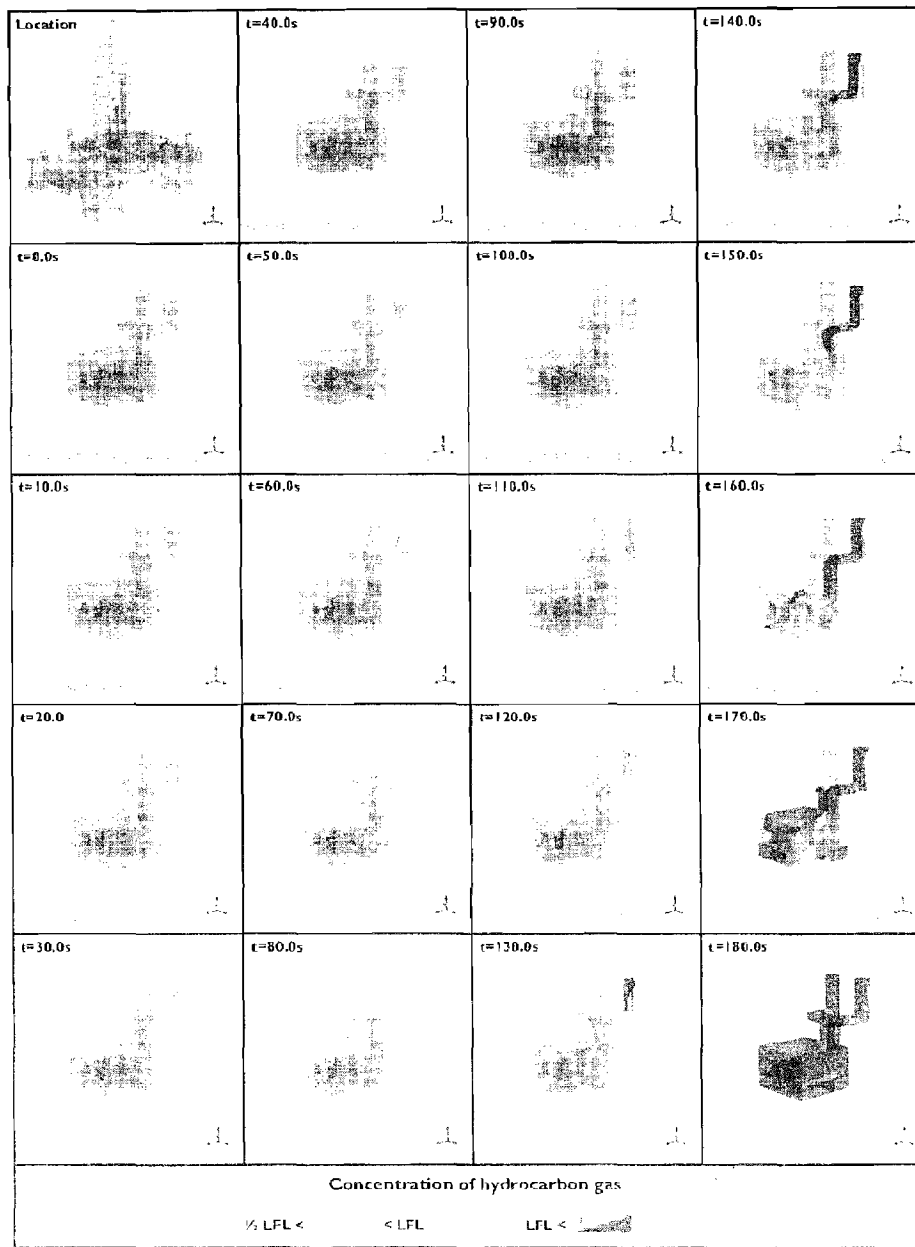 Location
t=40.0s
t=90.0s
t=140.0s
t=0.0s
t=50.0s
t=100.0s
t=150.0s
t=10.0s
t=60.0s
t=110.0s
t=160.0s
t=20.0
t=70.0s
t=120.0s
t=170.0s
t=30.0s
t=80.0s
t=130.0s
t=180.0s
Concentration of hydrocarbon gas
½ LFL < < LFL LFL <